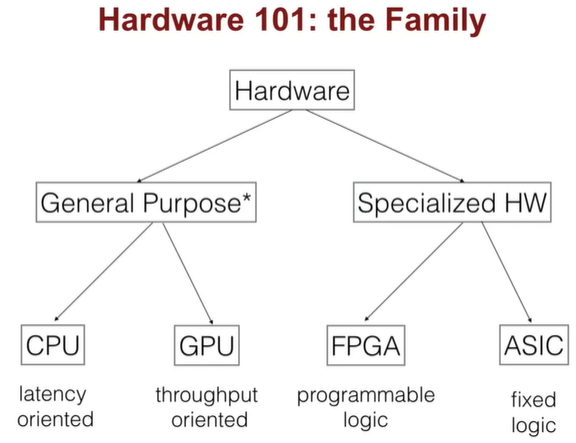 Hardware 101: the Family
Hardware
General Purpose*
Specialized HW
CPU
GPU
FPGA
ASIC
latency
oriented
throughput
oriented
programmable
logic
fixed
logic